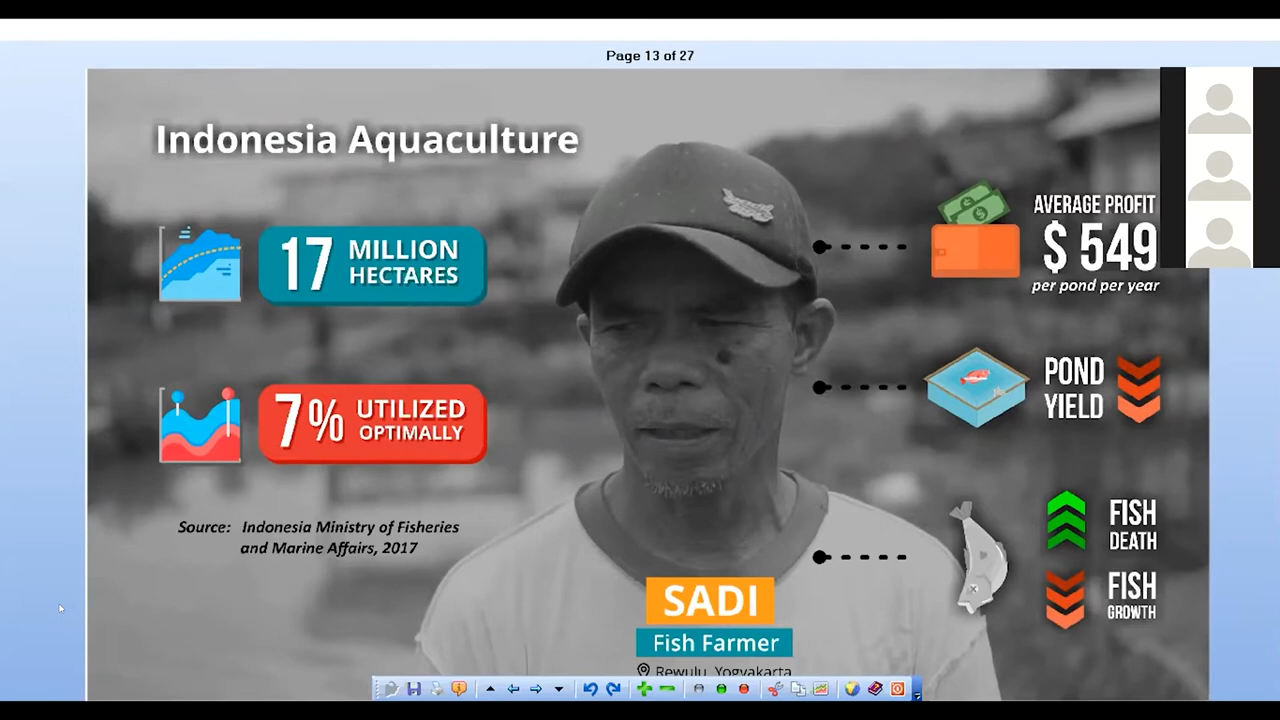 Page 13 of 27
Indonesia Aquaculture
17 MILLION
HECTARES
7% UTILIZED
OPTIMALLY
Source: Indonesia Ministry of Fisheries
and Marine Affairs, 2017
AVERAGE PROFIT
$ 549
per pond per year
POND
YIELD
FISH
DEATH
FISH
GROWTH
SADI
Fish Farmer
Rewulu, Yogyakarta